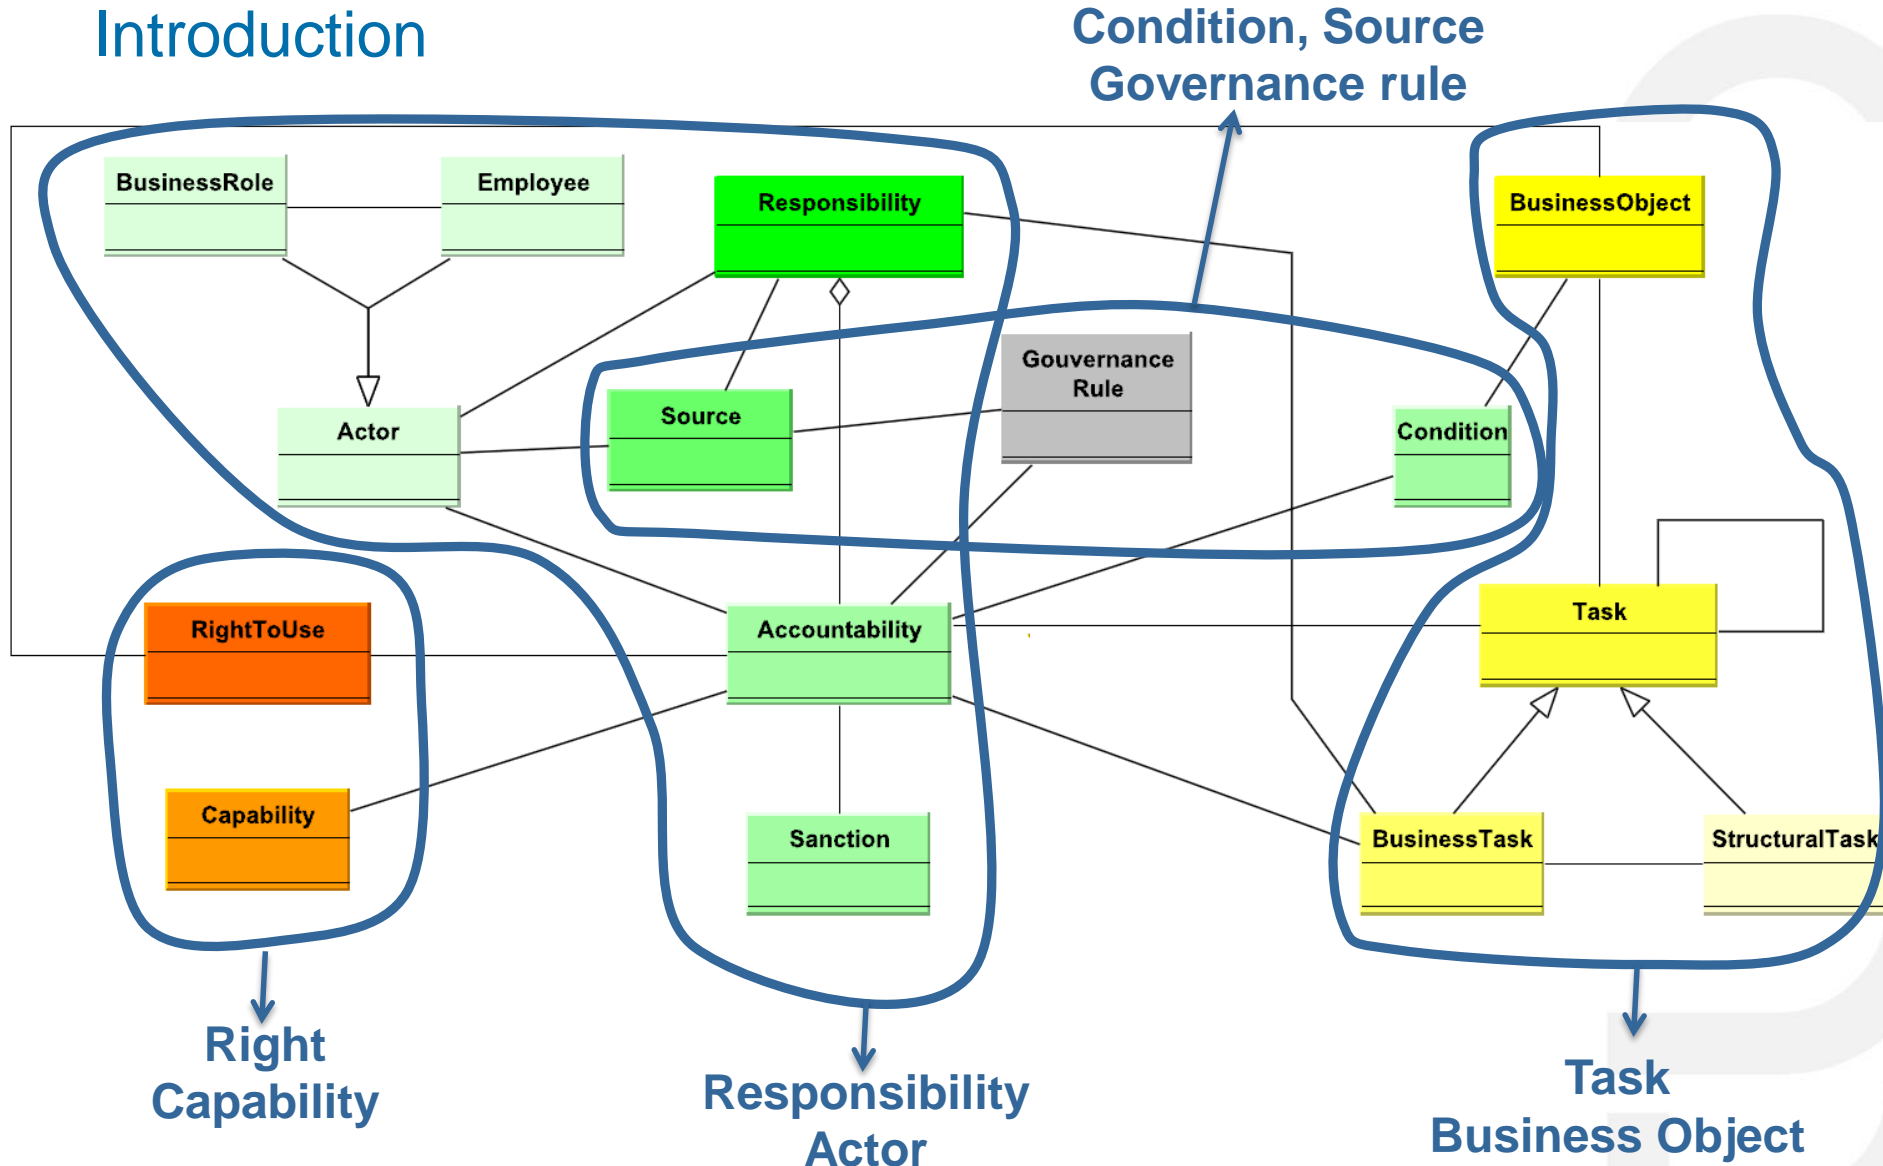 Introduction
Condition, Source
Governance rule
BusinessRole
Employee
Responsibility
BusinessObject
Gouvernance
Rule
Source
Actor
Condition
RightToUse
Accountability
Task
Capability
Sanction
BusinessTask
StructuralTask
Right
Capability
Responsibility
Actor
Task
Business Object